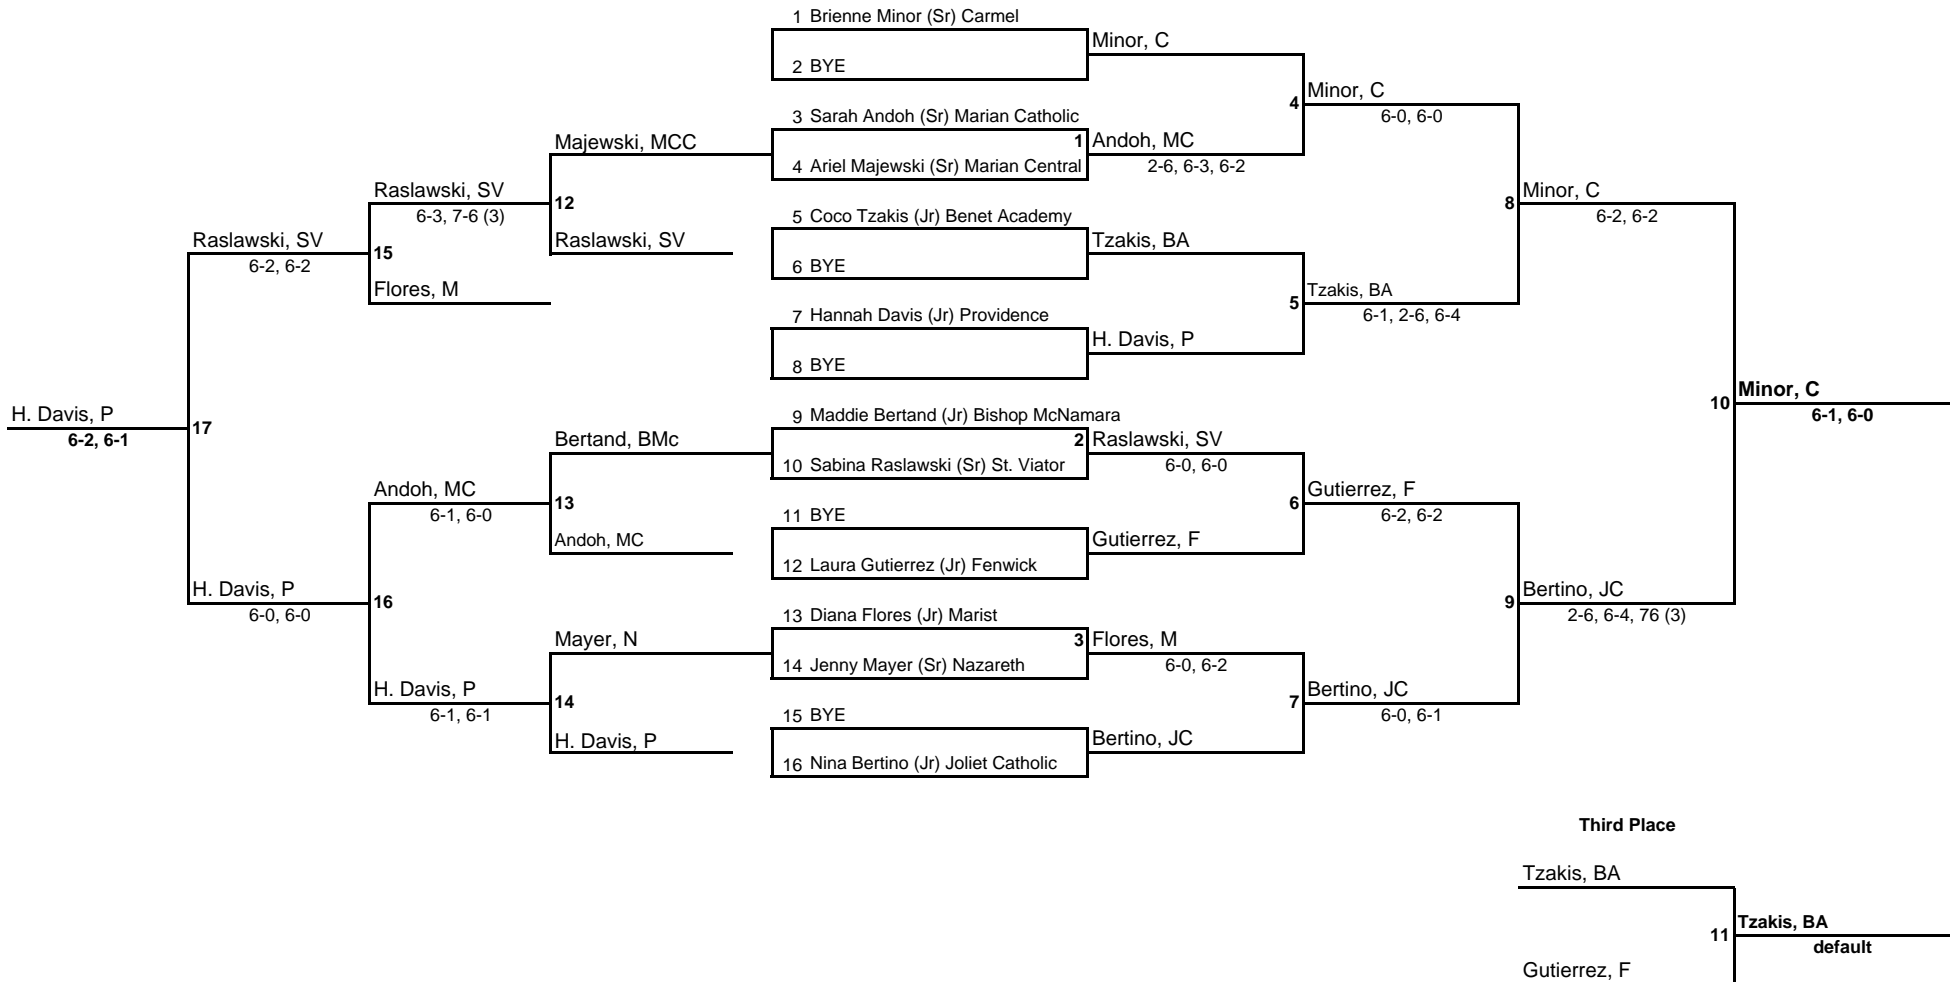 1 Brienne Minor (Sr) Carmel
2 BYE
3 Sarah Andoh (Sr) Marian Catholic
1
4 Ariel Majewski (Sr) Marian Central
5 Coco Tzakis (Jr) Benet Academy
6 BYE
7 Hannah Davis (Jr) Providence
8 BYE
9 Maddie Bertand (Jr) Bishop McNamara
2
10 Sabina Raslawski (Sr) St. Viator
11 BYE
12 Laura Gutierrez (Jr) Fenwick
13 Diana Flores (Jr) Marist
3
14 Jenny Mayer (Sr) Nazareth
15 BYE
16 Nina Bertino (Jr) Joliet Catholic
Minor, C
Andoh, MC
2-6, 6-3, 6-2
Tzakis, BA
H. Davis, P
Raslawski, SV
6-0, 6-0
Gutierrez, F
Flores, M
6-0, 6-2
Bertino, JC
4
Minor, C
6-0, 6-0
5
Tzakis, BA
6-1, 2-6, 6-4
6
Gutierrez, F
6-2, 6-2
7
Bertino, JC
6-0, 6-1
8
Minor, C
6-2, 6-2
9
Bertino, JC
2-6, 6-4, 76 (3)
10
Minor, C
6-1, 6-0
Majewski, MCC
12
Raslawski, SV
Bertand, BMc
13
Andoh, MC
Mayer, N
14
H. Davis, P
Raslawski, SV
6-3, 7-6 (3)
15
Flores, M
Andoh, MC
6-1, 6-0
16
H. Davis, P
6-1, 6-1
Raslawski, SV
6-2, 6-2
17
H. Davis, P
6-0, 6-0
H. Davis, P
6-2, 6-1
Third Place
Tzakis, BA
11
Tzakis, BA
default
Gutierrez, F